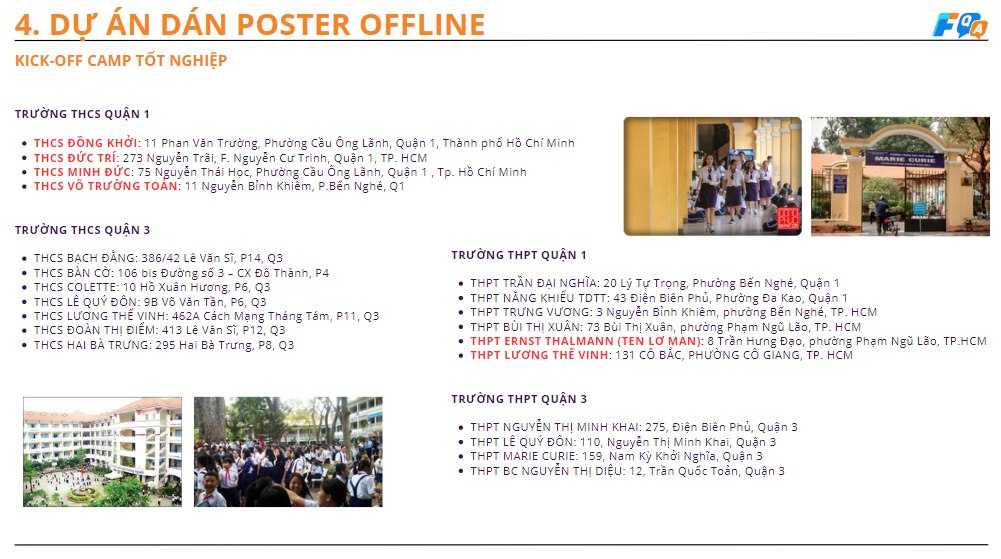 4. DỰ ÁN DÁN POSTER OFFLINE
FQA
KICK-OFF CAMP TỐT NGHIỆP
TRƯỜNG THCS QUẬN 1
• THCS ĐỒNG KHỞI: 11 Phan Văn Trường, Phường Cầu Ông Lãnh, Quận 1, Thành phố Hồ Chí Minh
• THCS ĐỨC TRÍ: 273 Nguyễn Trãi, F. Nguyễn Cư Trinh, Quận 1, TP. HCM
• THCS MINH ĐỨC: 75 Nguyễn Thái Học, Phường Cầu Ông Lãnh, Quận 1 , Tp. Hồ Chí Minh
• THCS VÕ TRƯỜNG TOẢN: 11 Nguyễn Bỉnh Khiêm, P.Bến Nghé, Q1
MARIE CURIE
TRƯỜNG THCS QUẬN 3
• THCS BẠCH ĐẰNG: 386/42 Lê Văn Sĩ, P14, Q3
• THCS BÀN CỜ: 106 bis Đường số 3 – CX Đô Thành, P4
• THCS COLETTE: 10 Hồ Xuân Hương, P6, Q3
• THCS LÊ QUÝ ĐÔN: 9B Võ Văn Tần, P6, Q3
• THCS LƯƠNG THẾ VINH: 462A Cách Mạng Tháng Tám, P11, Q3
• THCS ĐOÀN THỊ ĐIỂM: 413 Lê Văn Sĩ, P12, Q3
• THCS HAI BÀ TRƯNG: 295 Hai Bà Trưng, P8, Q3
TRƯỜNG THPT QUẬN 1
• THPT TRẦN ĐẠI NGHĨA: 20 Lý Tự Trọng, Phường Bến Nghé, Quận 1
• THPT NĂNG KHIẾU TDTT: 43 Điện Biên Phủ, Phường Đa Kao, Quận 1
• THPT TRƯNG VƯƠNG: 3 Nguyễn Bỉnh Khiêm, phường Bến Nghé, TP. HCM
• THPT BÙI THỊ XUÂN: 73 Bùi Thị Xuân, phường Phạm Ngũ Lão, TP. HCM
• THPT ERNST THALMANN (TEN LƠ MAN): 8 Trần Hưng Đạo, phường Phạm Ngũ Lão, TP.HCM
• THPT LƯƠNG THẾ VINH: 131 CÔ BẮC, PHƯỜNG CÔ GIANG, TP. HCM
TRƯỜNG THPT QUẬN 3
• THPT NGUYỄN THỊ MINH KHAI: 275, Điện Biên Phủ, Quận 3
• THPT LÊ QUÝ ĐÔN: 110, Nguyễn Thị Minh Khai, Quận 3
• THPT MARIE CURIE: 159, Nam Kỳ Khởi Nghĩa, Quận 3
• THPT BC NGUYỄN THỊ DIỆU: 12, Trần Quốc Toản, Quận 3